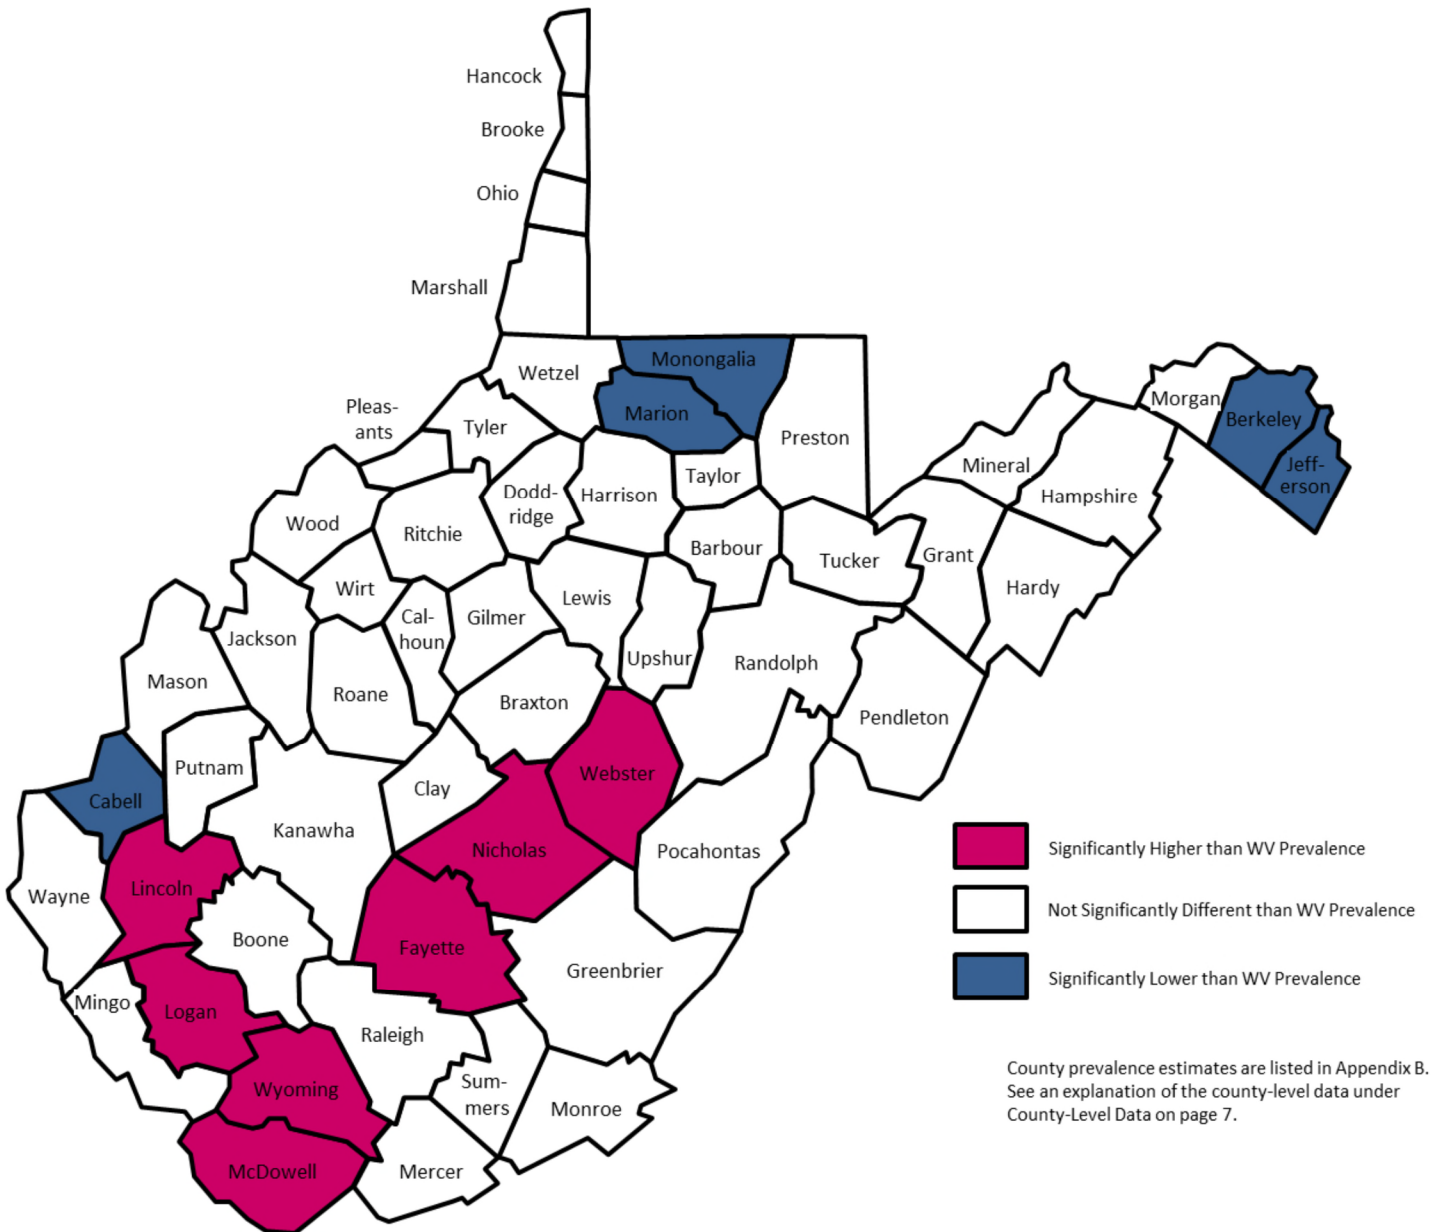 Hancock
Brooke
Ohio
Marshall
Wetzel
Monongalia
Marion
Pleas-
ants
Tyler
Preston
Morgan
Berkeley
Jeff-
erson
Mineral
Hampshire
Taylor
Dodd-
ridge
Harrison
Wood
Ritchie
Barbour
Tucker
Grant
Hardy
Wirt
Cal-
houn
Gilmer
Lewis
Upshur
Randolph
Jackson
Mason
Roane
Braxton
Pendleton
Putnam
Cabell
Clay
Webster
Kanawha
Nicholas
Pocahontas
Wayne
Lincoln
Boone
Fayette
Greenbrier
Mingo
Logan
Raleigh
Wyoming
Sum-
mers
Monroe
McDowell
Mercer
Significantly Higher than WV Prevalence
Not Significantly Different than WV Prevalence
Significantly Lower than WV Prevalence
County prevalence estimates are listed in Appendix B.
See an explanation of the county-level data under
County-Level Data on page 7.